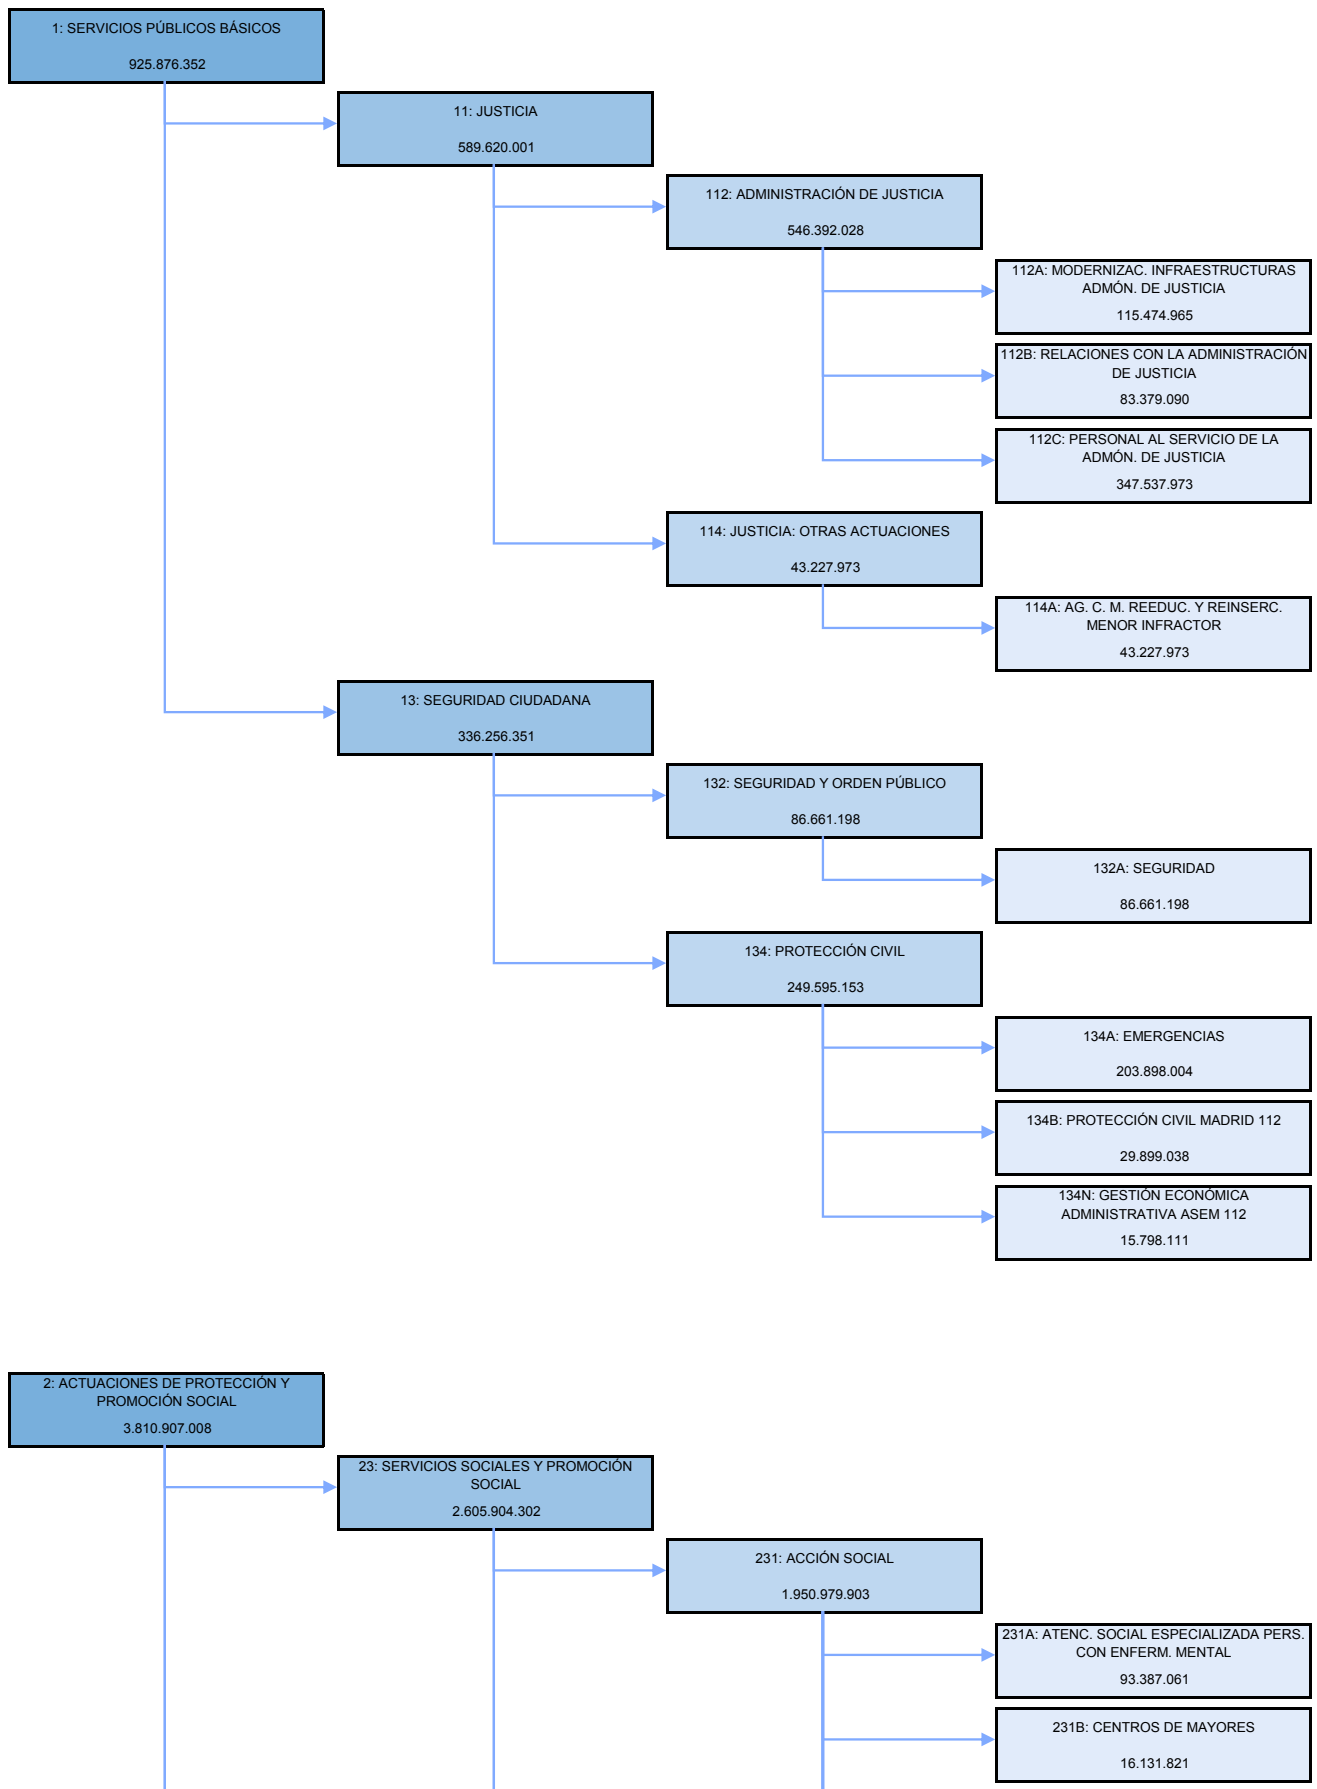 1: SERVICIOS PÚBLICOS BÁSICOS
925.876.352
11: JUSTICIA
589.620.001
112: ADMINISTRACIÓN DE JUSTICIA
546.392.028
112A: MODERNIZAC. INFRAESTRUCTURAS
ADMÓN. DE JUSTICIA
115.474.965
112B: RELACIONES CON LA ADMINISTRACIÓN
DE JUSTICIA
83.379.090
112C: PERSONAL AL SERVICIO DE LA
ADMÓN. DE JUSTICIA
347.537.973
114: JUSTICIA: OTRAS ACTUACIONES
43.227.973
114A: AG. C. M. REEDUC. Y REINSERC.
MENOR INFRACTOR
43.227.973
13: SEGURIDAD CIUDADANA
336.256.351
132: SEGURIDAD Y ORDEN PÚBLICO
86.661.198
132A: SEGURIDAD
86.661.198
134: PROTECCIÓN CIVIL
249.595.153
134A: EMERGENCIAS
203.898.004
134B: PROTECCIÓN CIVIL MADRID 112
29.899.038
134N: GESTIÓN ECONÓMICA
ADMINISTRATIVA ASEM 112
15.798.111
2: ACTUACIONES DE PROTECCIÓN Y
PROMOCIÓN SOCIAL
3.810.907.008
23: SERVICIOS SOCIALES Y PROMOCIÓN
SOCIAL
2.605.904.302
231: ACCIÓN SOCIAL
1.950.979.903
231A: ATENC. SOCIAL ESPECIALIZADA PERS.
CON ENFERM. MENTAL
93.387.061
231B: CENTROS DE MAYORES
16.131.821